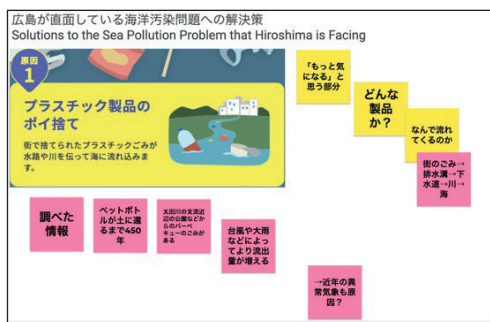 広島が直面している海洋汚染問題への解決策
Solutions to the Sea Pollution Problem that Hiroshima is Facing
原因
1
プラスチック製品の
ポイ捨て
街で捨てられたプラスチックごみが
水路や川を伝って海に流れ込みま
す。
「もっと気
になる」と
思う部分
どんな
製品
か?
なんで流れ
てくるのか
街のごみ→
排水溝→下
水道→川→
海
調べた
情報
ペットボト
ルが土に還
るまで450
年
太田川の支流近
辺の公園などか
らのバーベ
キューのごみが
ある
台風や大雨
などによっ
てより流出
量が増える
→近年の異
常気象も原
因?